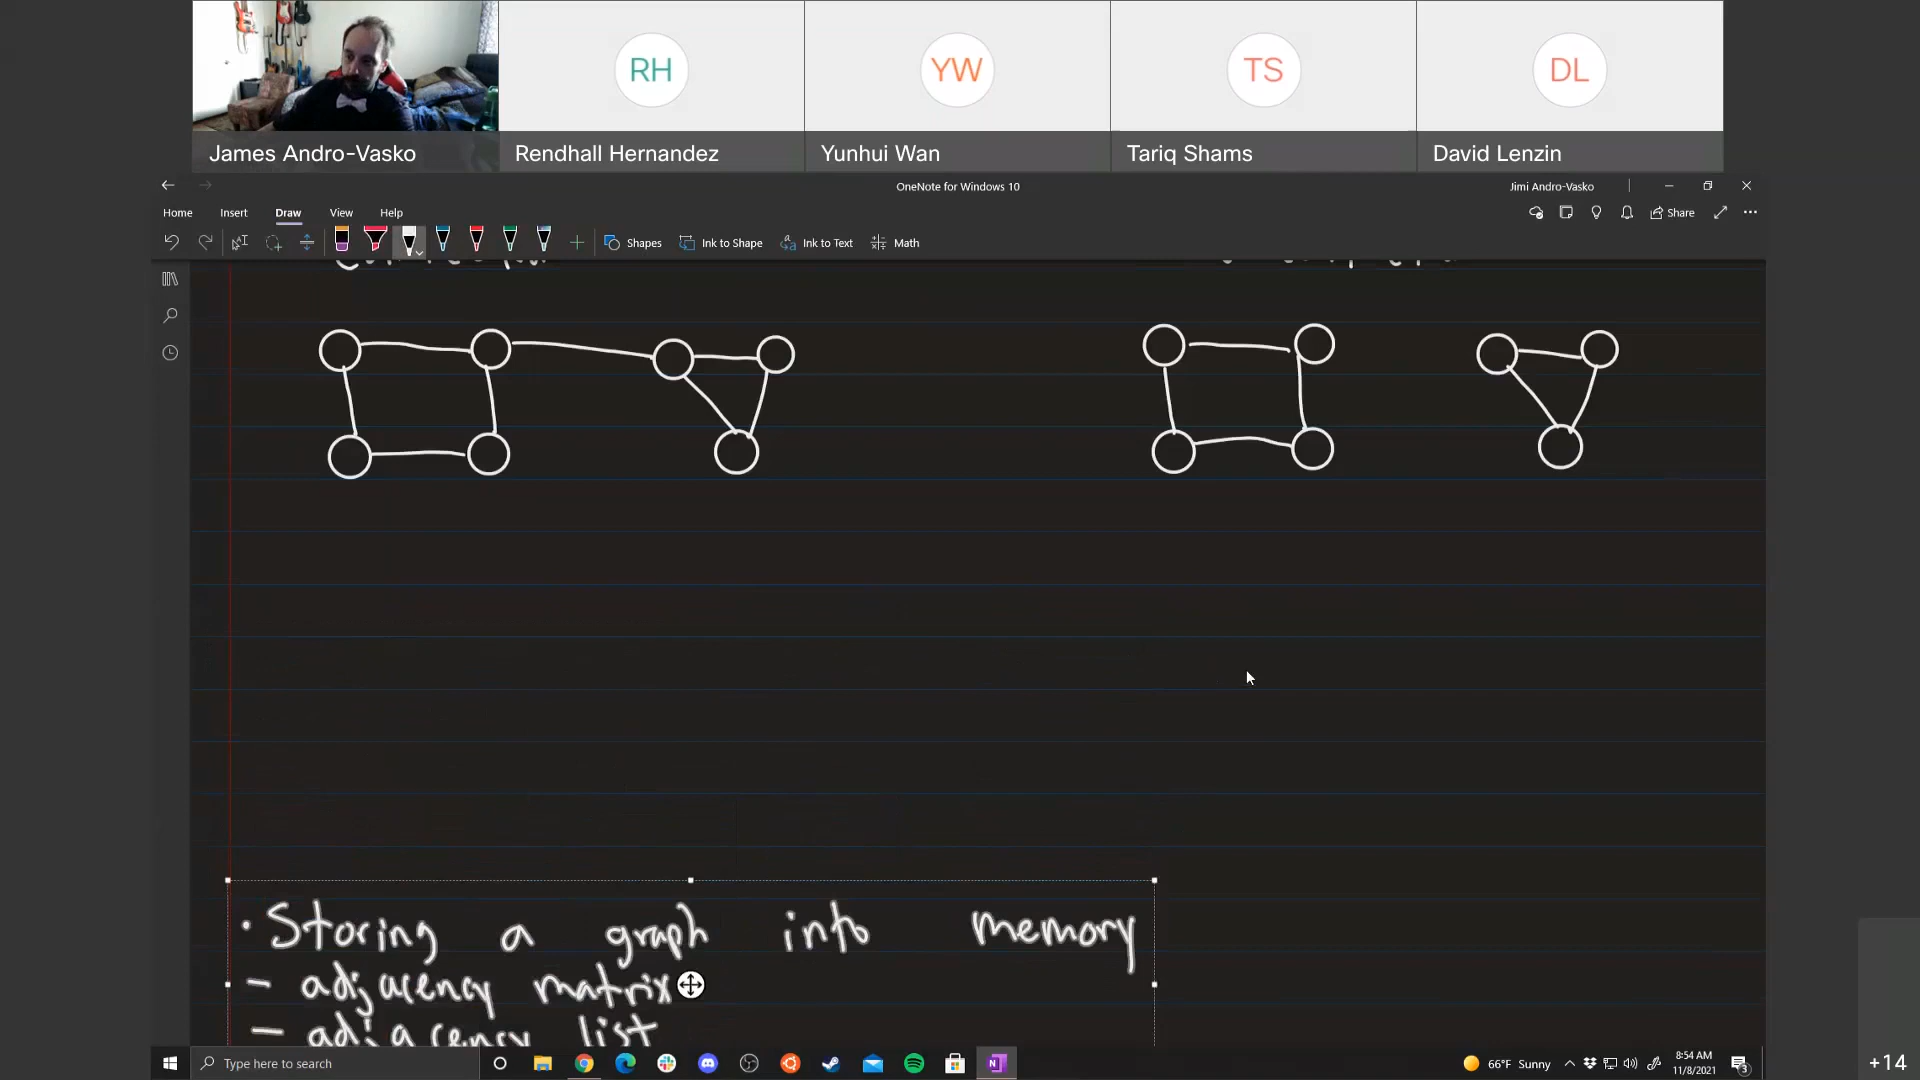 RH
YW
TS
DL
James Andro-Vasko
Rendhall Hernandez
Yunhui Wan
Tariq Shams
David Lenzin
OneNote for Windows 10
Jimi Andro-Vasko
Home
Insert
Draw
View
Help
Share
Shapes
Ink to Shape
Ink to Text
Math
• Storing a graph into memory
- adjacency matrix
- adjacency list
Type here to search
66°F Sunny
8:54 AM
11/8/2021
3
+14